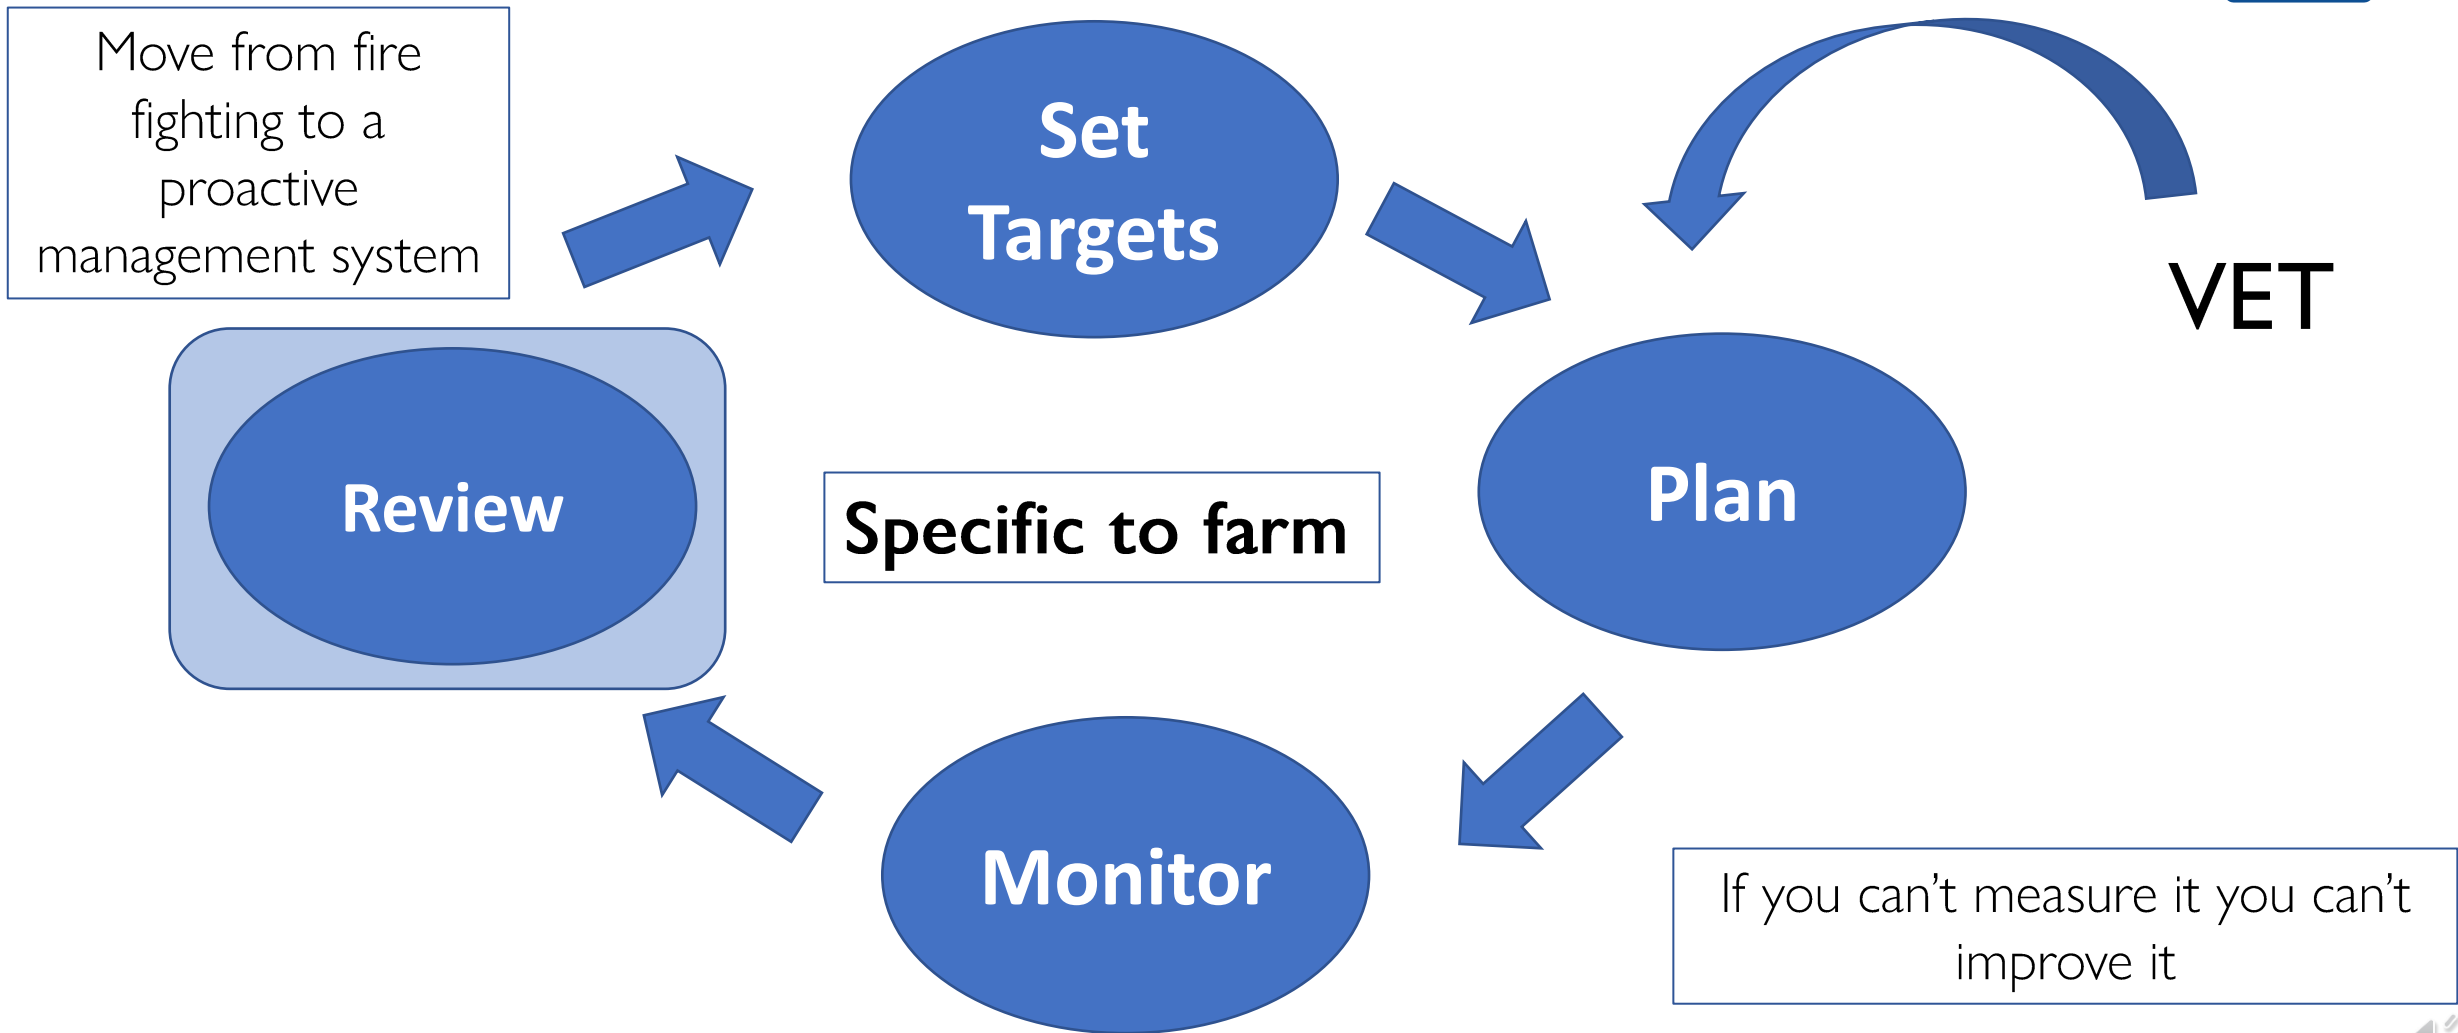 Move from fire
fighting to a
proactive
management system
Set
Targets
VET
Review
Specific to farm
Plan
Monitor
If you can’t measure it you can’t
improve it